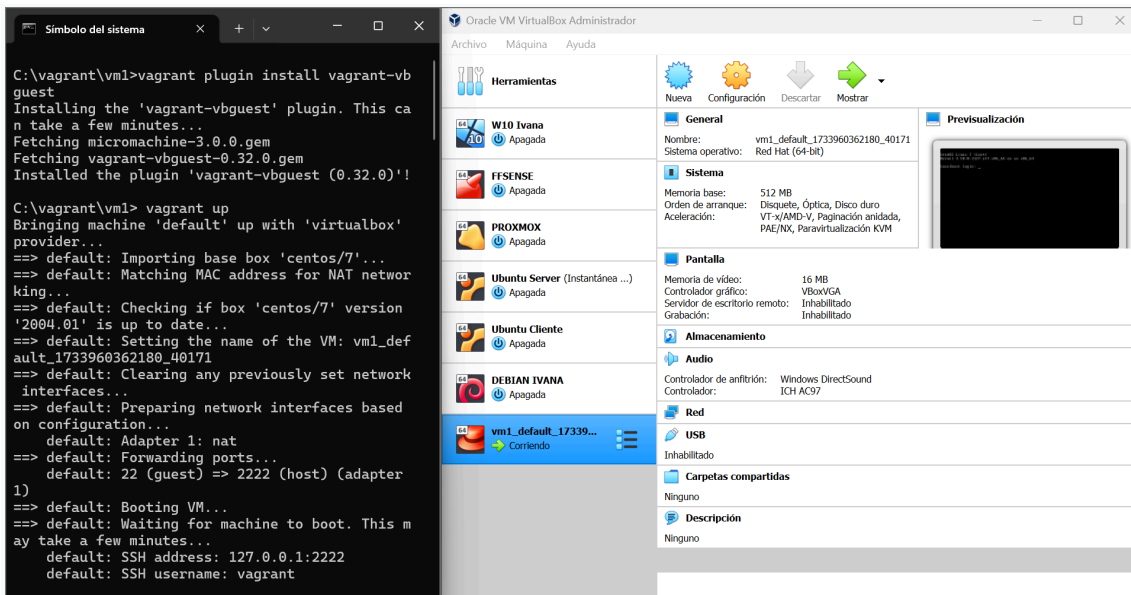 Símbolo del sistema
C:\vagrant\vm1>vagrant plugin install vagrant-vb
guest
Installing the 'vagrant-vbguest' plugin. This ca
n take a few minutes...
Fetching micromachine-3.0.0.gem
Fetching vagrant-vbguest-0.32.0.gem
Installed the plugin 'vagrant-vbguest (0.32.0)'!
C:\vagrant\vm1> vagrant up
Bringing machine 'default' up with 'virtualbox'
provider...
==> default: Importing base box 'centos/7'...
==> default: Matching MAC address for NAT networ
king...
==> default: Checking if box 'centos/7' version
'2004.01' is up to date...
==> default: Setting the name of the VM: vm1_def
ault_1733960362180_40171
==> default: Clearing any previously set network
interfaces...
==> default: Preparing network interfaces based
on configuration...
default: Adapter 1: nat
==> default: Forwarding ports...
default: 22 (guest) => 2222 (host) (adapter
1)
==> default: Booting VM...
==> default: Waiting for machine to boot. This m
ay take a few minutes...
default: SSH address: 127.0.0.1:2222
default: SSH username: vagrant
Oracle VM VirtualBox Administrador
Archivo Máquina Ayuda
Herramientas
64 10 W10 Ivana
Apagada
64 FFSENSE
Apagada
64 PROXMOX
Apagada
64 Ubuntu Server (Instantánea ...)
Apagada
64 Ubuntu Cliente
Apagada
64 DEBIAN IVANA
Apagada
64 vm1_default_17339...
Corriendo
Nueva Configuración Descartar Mostrar
General
Nombre: vm1_default_1733960362180_40171
Sistema operativo: Red Hat (64-bit)
Sistema
Memoria base: 512 MB
Orden de arranque: Disquete, Óptica, Disco duro
Aceleración: VT-x/AMD-V, Paginación anidada,
PAE/NX, Paravirtualización KVM
Previsualización
Pantalla
Memoria de vídeo: 16 MB
Controlador gráfico: VBoxVGA
Servidor de escritorio remoto: Inhabilitado
Grabación: Inhabilitado
Almacenamiento
Audio
Controlador de anfitrión: Windows DirectSound
Controlador: ICH AC97
Red
USB
Inhabilitado
Carpetas compartidas
Ninguno
Descripción
Ninguno